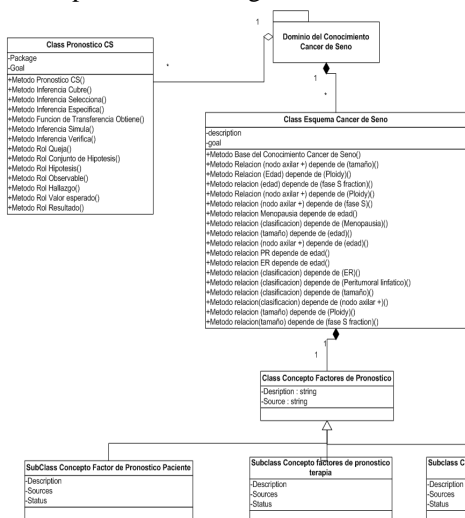 1
Dominio del Conocimiento
Cancer de Seno
Class Pronostico CS
-Package
-Goal
+Metodo Pronostico CS()
+Metodo Inferencia Cubre()
+Metodo Inferencia Selecciona()
+Metodo Inferencia Especifica()
+Metodo Funcion de Transferencia Obtiene()
+Metodo Inferencia Simula()
+Metodo Inferencia Verifica()
+Metodo Rol Queja()
+Metodo Rol Conjunto de Hipotesis()
+Metodo Rol Hipotesis()
+Metodo Rol Observable()
+Metodo Rol Hallazgo()
+Metodo Rol Valor esperado()
+Metodo Rol Resultado()
*
1
*
Class Esquema Cancer de Seno
-description
-goal
+Metodo Base del Conocimiento Cancer de Seno()
+Metodo Relacion (nodo axilar +) depende de (tamaño)()
+Metodo Relacion (Edad) depende de (Ploidy)()
+Metodo relacion (edad) depende de (fase S fraction)()
+Metodo Relacion (nodo axilar +) depende de (Ploidy)()
+Metodo relacion (nodo axilar +) depende de (fase S)()
+Metodo relacion Menopausia depende de edad()
+Metodo relacion (clasificacion) depende de (Menopausia)()
+Metodo relacion (tamaño) depende de (edad)()
+Metodo relacion (nodo axilar +) depende de (edad)()
+Metodo relacion PR depende de edad()
+Metodo relacion ER depende de edad()
+Metodo relacion (clasificacion) depende de (ER)()
+Metodo relacion (clasificacion) depende de (Peritumoral linfatico)()
+Metodo relacion (clasificacion) depende de (tamaño)()
+Metodo relacion(clasificacion) depende de (nodo axilar +)()
+Metodo relacion (tamaño) depende de (Ploidy)()
+Metodo relacion(tamaño) depende de (fase S fraction)()
1
1
Class Concepto Factores de Pronostico
-Desription : string
-Source : string
SubClass Concepto Factor de Pronostico Paciente
-Description
-Sources
-Status
Subclass Concepto factores de pronostico
terapia
-Description
-Sources
-Status
Subclass C
-Description
-Sources
-Status